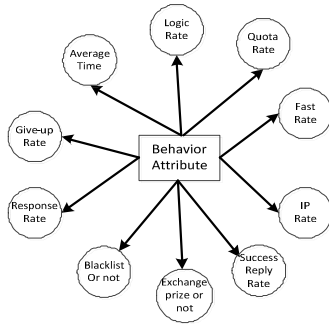 Logic
Rate
Quota
Rate
Average
Time
Fast
Rate
Give-up
Rate
Behavior
Attribute
Response
Rate
IP
Rate
Blacklist
Or not
Success
Reply
Rate
Exchange
prize or
not